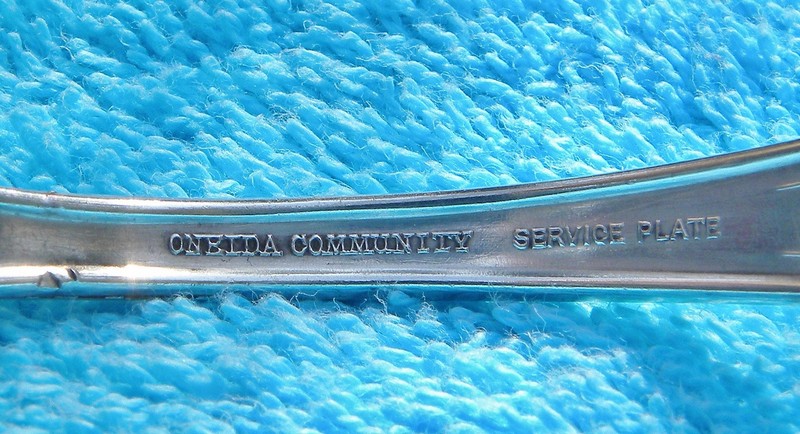 ONEIDA COMMUNITY SERVICE PLATE